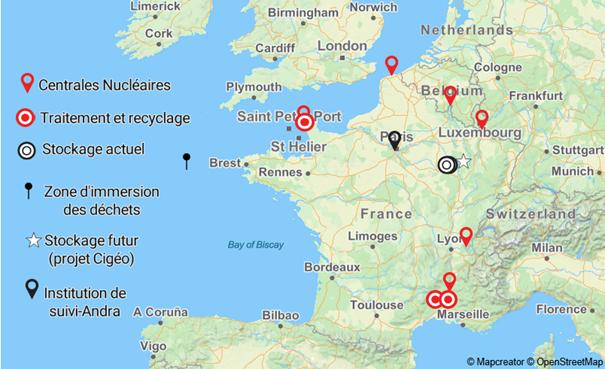 Limerick
Birmingham
Norwich
Netherlands
Cork
Cardiff
London
Cologne
Centrales Nucléaires
Plymouth
Belgium
Frankfurt
Traitement et recyclage
Saint Pet Port
Luxembourg
Stockage actuel
St Helier
Paris
Stuttgart
Brest
Rennes
Munich
Zone d'immersion
des déchets
France
Switzerland
Stockage futur
(projet Cigéo)
Bay of Biscay
Limoges
Lyon
Milan
Bordeaux
Institution de
suivi-Andra
Toulouse
Marseille
Florence
A Coruña
Bilbao
Vigo
© Mapcreator © OpenStreetMap